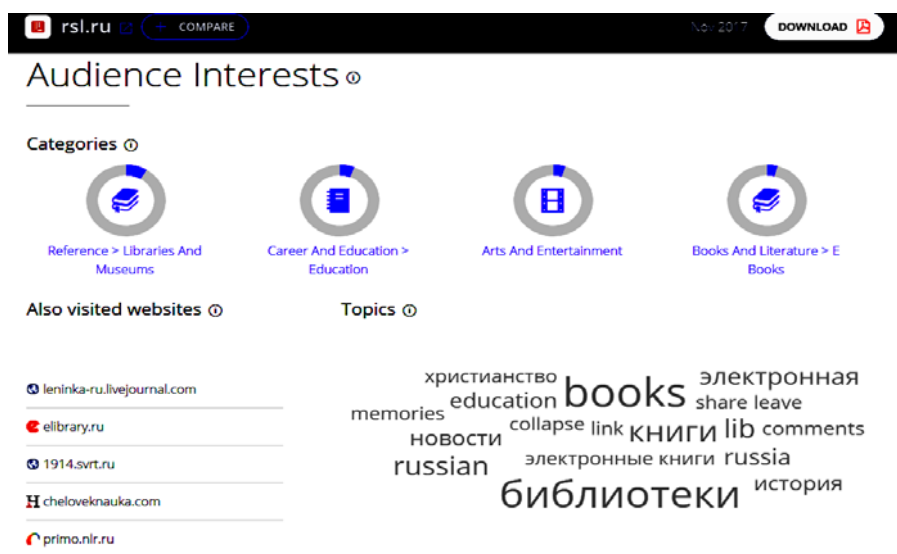 rsl.ru + COMPARE Nov 2017 DOWNLOAD
Audience Interests
Categories
Reference > Libraries And
Museums
Career And Education >
Education
Arts And Entertainment
Books And Literature > E
Books
Also visited websites
Topics
leninka-ru.livejournal.com
elibrary.ru
1914.svrt.ru
cheloveknauka.com
primo.nlr.ru
христианство books электронная
memories education share leave
новости collapse link книги lib comments
russian электронные книги russia
библиотеки история